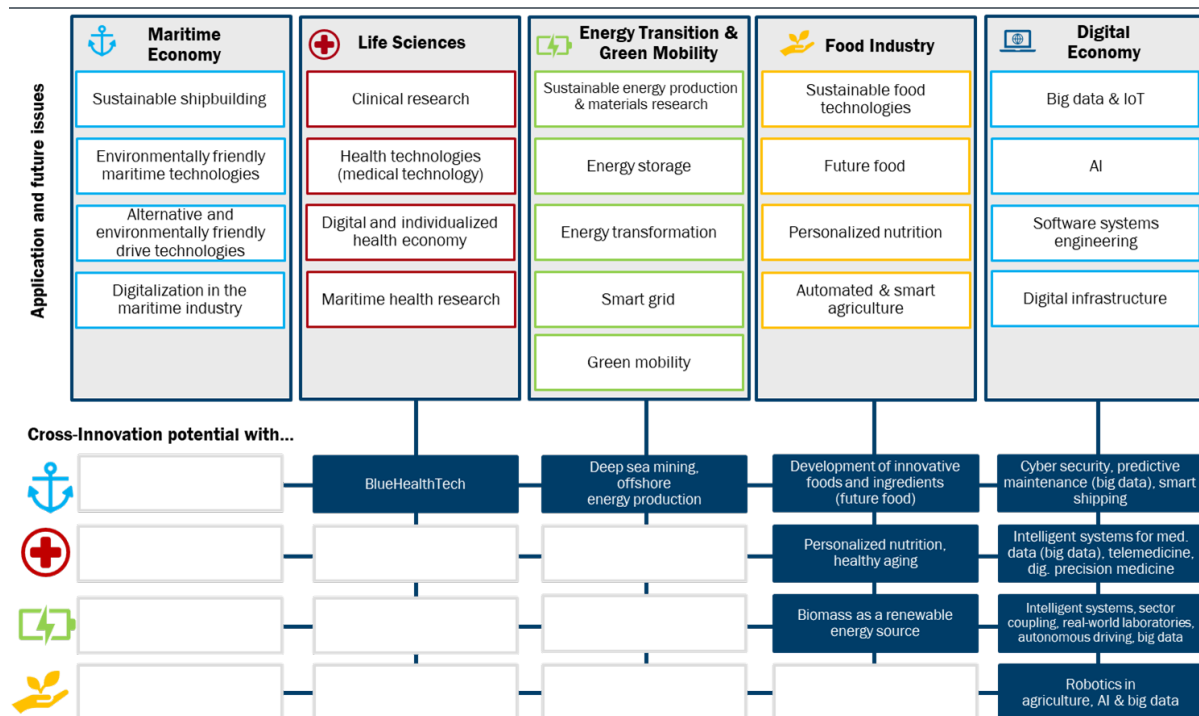 Maritime
Economy
Life Sciences
Energy Transition &
Green Mobility
Food Industry
Digital
Economy
Application and future issues
Sustainable shipbuilding
Environmentally friendly
maritime technologies
Alternative and
environmentally friendly
drive technologies
Digitalization in the
maritime industry
Clinical research
Health technologies
(medical technology)
Digital and individualized
health economy
Maritime health research
Sustainable energy production
& materials research
Energy storage
Energy transformation
Smart grid
Green mobility
Sustainable food
technologies
Future food
Personalized nutrition
Automated & smart
agriculture
Big data & IoT
AI
Software systems
engineering
Digital infrastructure
Cross-Innovation potential with...
BlueHealthTech
Deep sea mining,
offshore
energy production
Development of innovative
foods and ingredients
(future food)
Cyber security, predictive
maintenance (big data), smart
shipping
Personalized nutrition,
healthy aging
Intelligent systems for med.
data (big data), telemedicine,
dig. precision medicine
Biomass as a renewable
energy source
Intelligent systems, sector
coupling, real-world laboratories,
autonomous driving, big data
Robotics in
agriculture, AI & big data